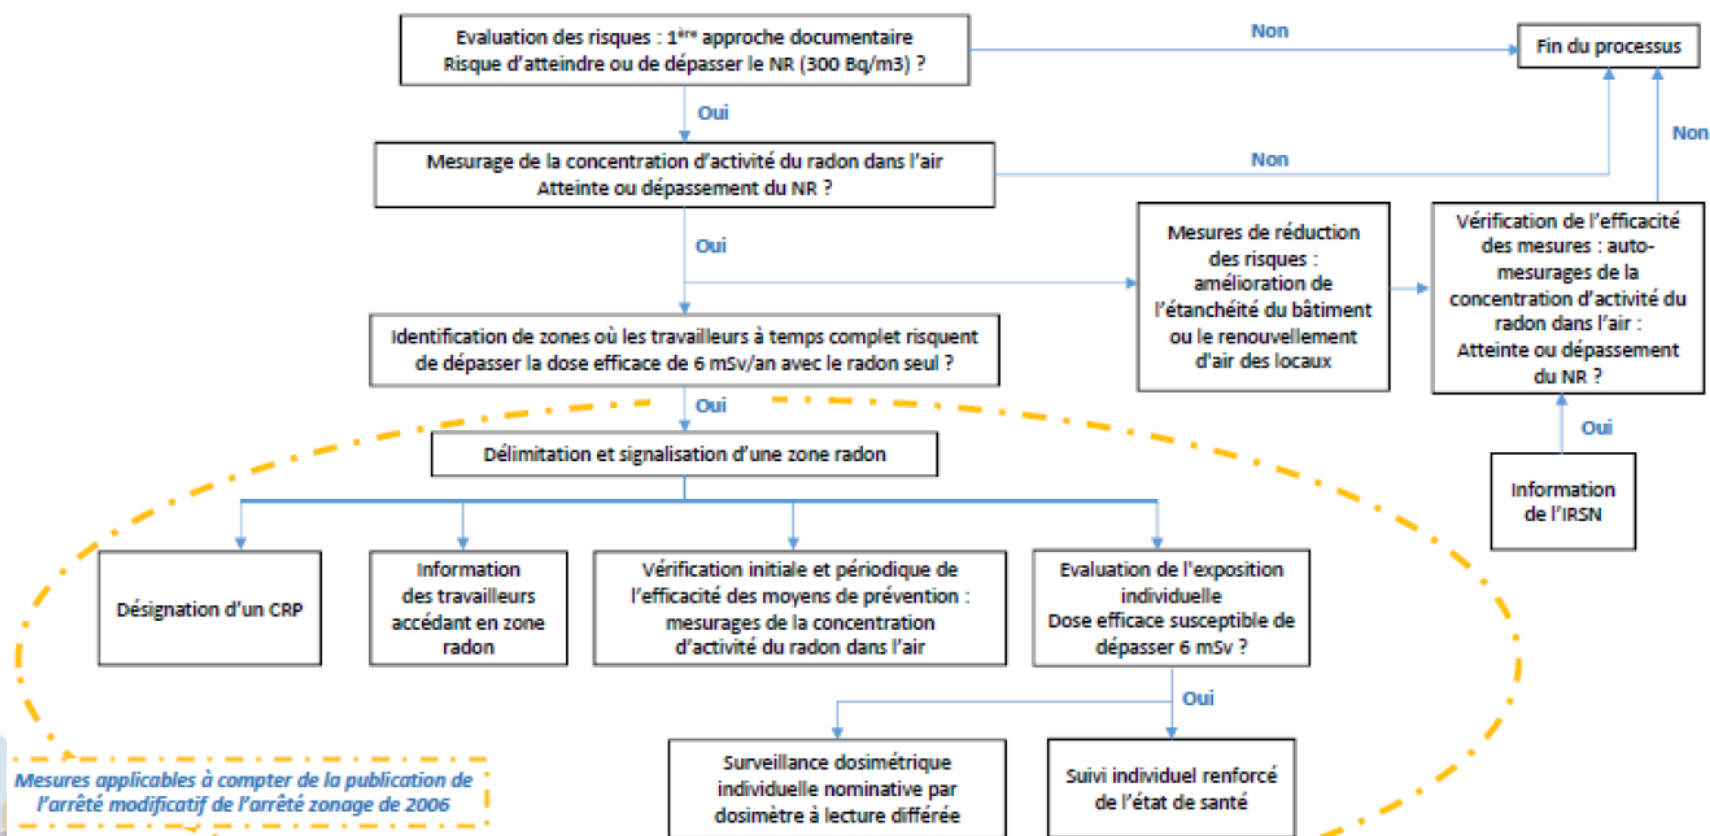 Evaluation des risques : 1ère approche documentaire
Risque d'atteindre ou de dépasser le NR (300 Bq/m3) ?
Non
Fin du processus
Oui
Mesurage de la concentration d'activité du radon dans l'air
Atteinte ou dépassement du NR ?
Non
Non
Oui
Mesures de réduction
des risques :
amélioration de
l'étanchéité du bâtiment
ou le renouvellement
d'air des locaux
Vérification de l'efficacité
des mesures : auto-
mesurages de la
concentration d'activité du
radon dans l'air :
Atteinte ou dépassement
du NR ?
Identification de zones où les travailleurs à temps complet risquent
de dépasser la dose efficace de 6 mSv/an avec le radon seul ?
Oui
Oui
Information
de l'IRSN
Délimitation et signalisation d'une zone radon
Désignation d'un CRP
Information
des travailleurs
accédant en zone
radon
Vérification initiale et périodique de
l'efficacité des moyens de prévention :
mesurages de la concentration
d'activité du radon dans l'air
Evaluation de l'exposition
individuelle
Dose efficace susceptible de
dépasser 6 mSv ?
Oui
Surveillance dosimétrique
individuelle nominative par
dosimètre à lecture différée
Suivi individuel renforcé
de l'état de santé
Mesures applicables à compter de la publication de
l'arrêté modificatif de l'arrêté zonage de 2006